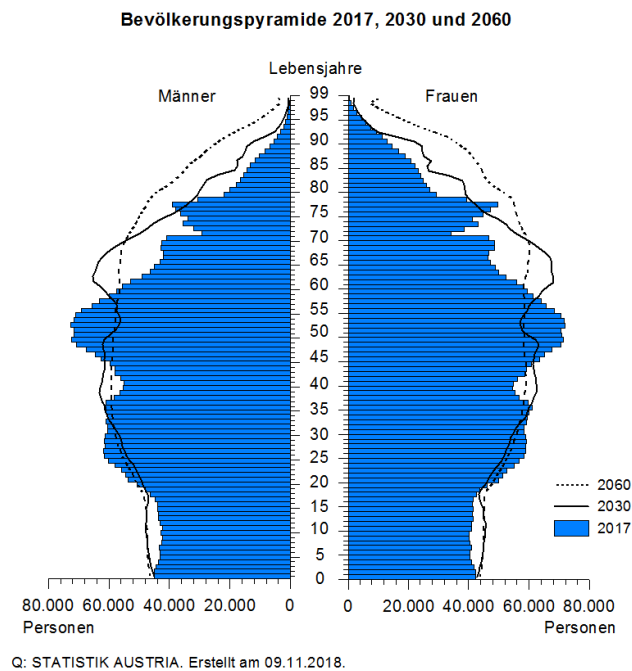 Bevölkerungspyramide 2017, 2030 und 2060
Lebensjahre
Männer
Frauen
99
95
90
85
80
75
70
65
60
55
50
45
40
35
30
25
20
15
10
5
0
2060
2030
2017
80.000 60.000 40.000 20.000 0
0 20.000 40.000 60.000 80.000
Personen
Personen
Q: STATISTIK AUSTRIA. Erstellt am 09.11.2018.